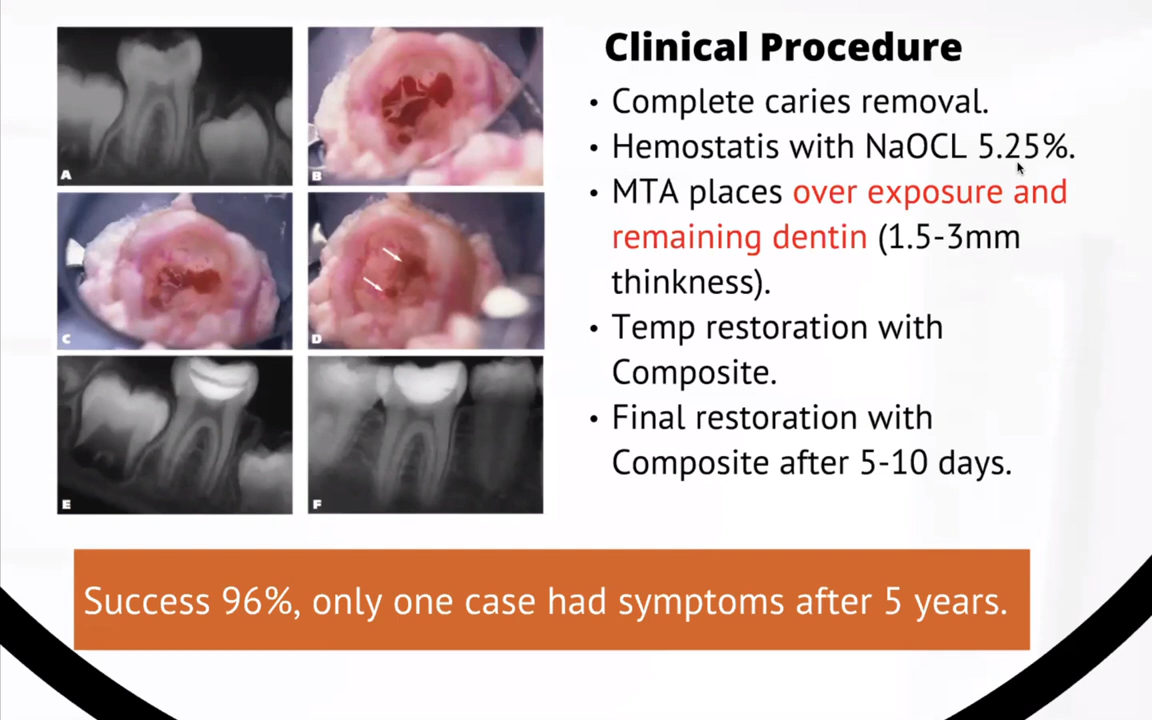 Clinical Procedure
• Complete caries removal.
• Hemostatis with NaOCL 5.25%.
• MTA places over exposure and
remaining dentin (1.5-3mm
thinkness).
• Temp restoration with
Composite.
• Final restoration with
Composite after 5-10 days.
A
B
C
D
E
F
Success 96%, only one case had symptoms after 5 years.